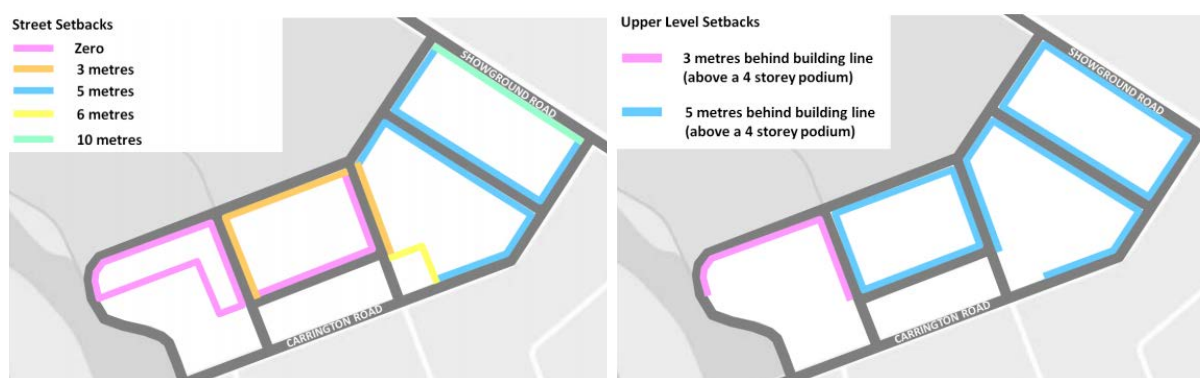 Street Setbacks
Zero
3 metres
5 metres
6 metres
10 metres
SHOWGROUND ROAD
CARRINGTON ROAD
Upper Level Setbacks
3 metres behind building line
(above a 4 storey podium)
5 metres behind building line
(above a 4 storey podium)
SHOWGROUND ROAD
CARRINGTON ROAD